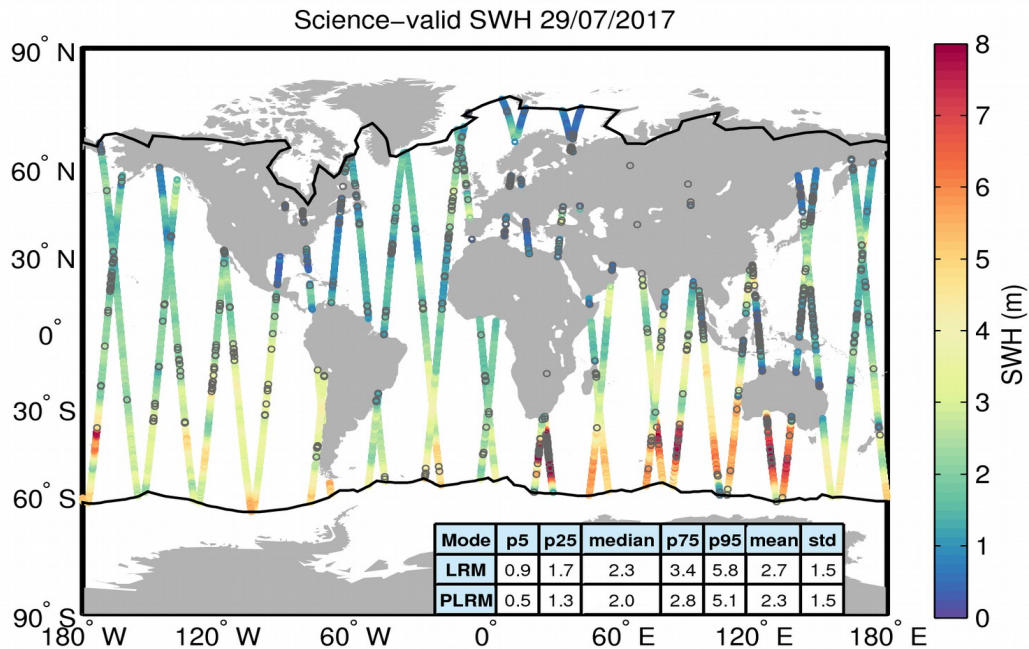 Science−valid SWH 29/07/2017
90° N
60° N
30° N
0°
30° S
60° S
90° S
180° W
120° W
60° W
0°
60° E
120° E
180° E
Mode p5 p25 median p75 p95 mean std
LRM 0.9 1.7 2.3 3.4 5.8 2.7 1.5
PLRM 0.5 1.3 2.0 2.8 5.1 2.3 1.5
8
7
6
5
4
3
2
1
0
SWH (m)